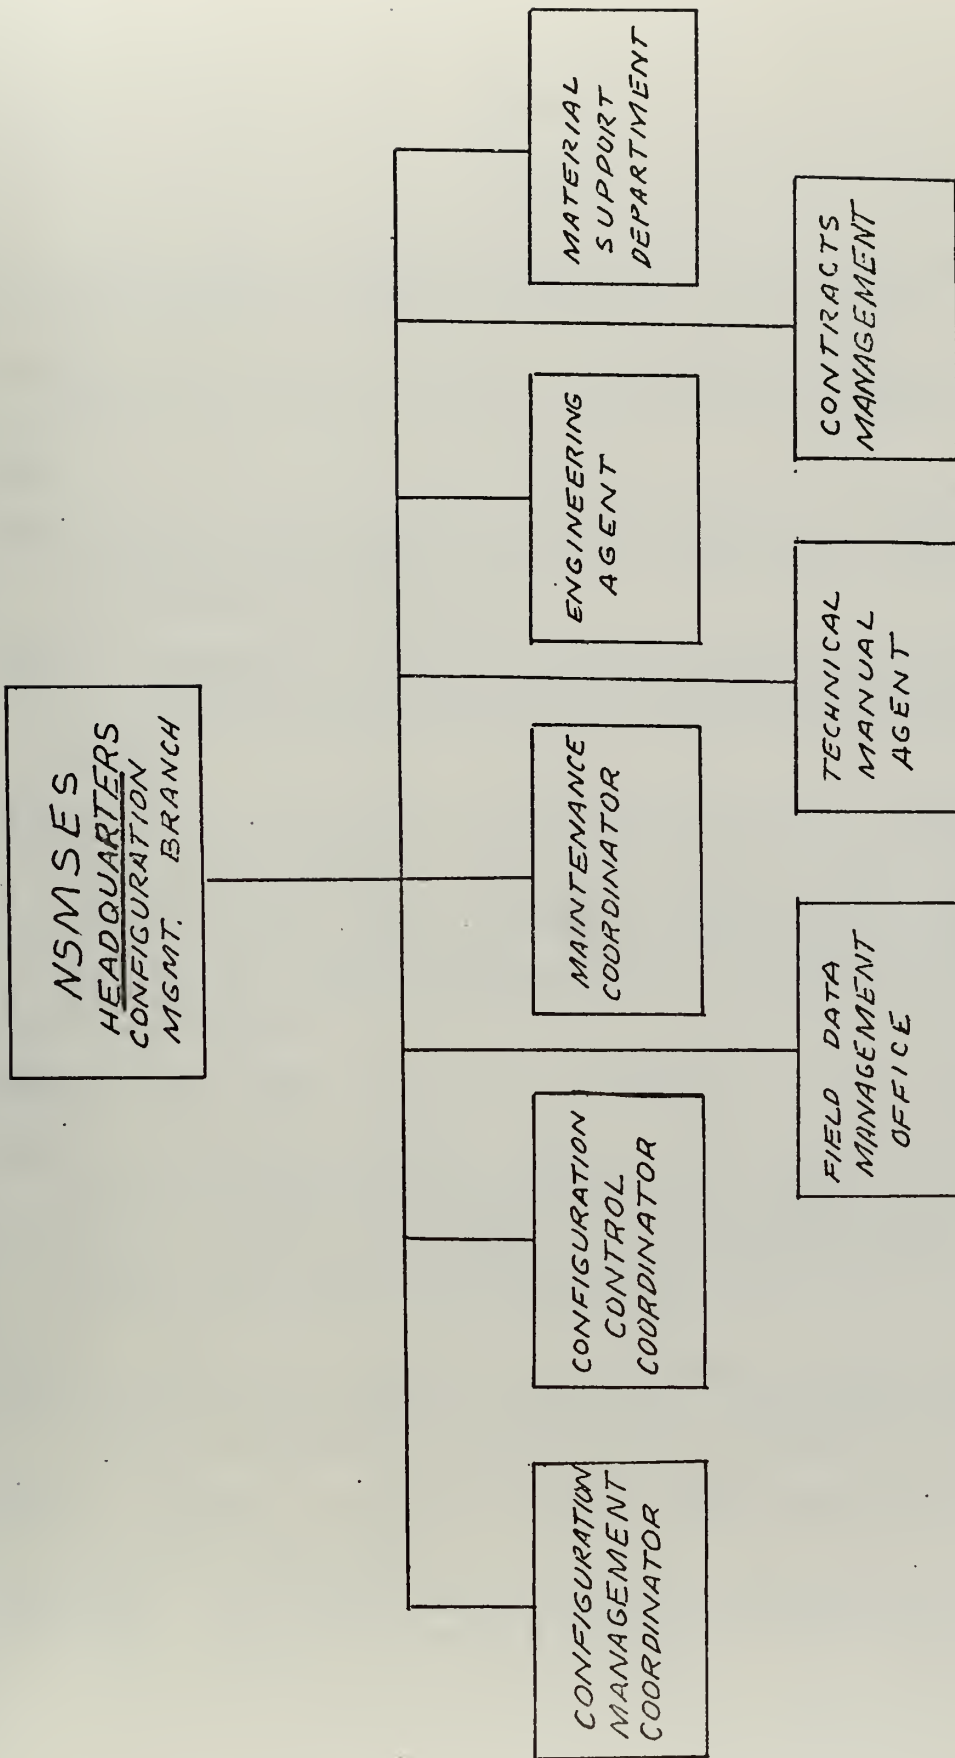 NSMSES
HEADQUARTERS
CONFIGURATION
MGMT. BRANCH
CONFIGURATION
MANAGEMENT
COORDINATOR
CONFIGURATION
CONTROL
COORDINATOR
MAINTENANCE
COORDINATOR
ENGINEERING
AGENT
MATERIAL
SUPPORT
DEPARTMENT
FIELD DATA
MANAGEMENT
OFFICE
TECHNICAL
MANUAL
AGENT
CONTRACTS
MANAGEMENT